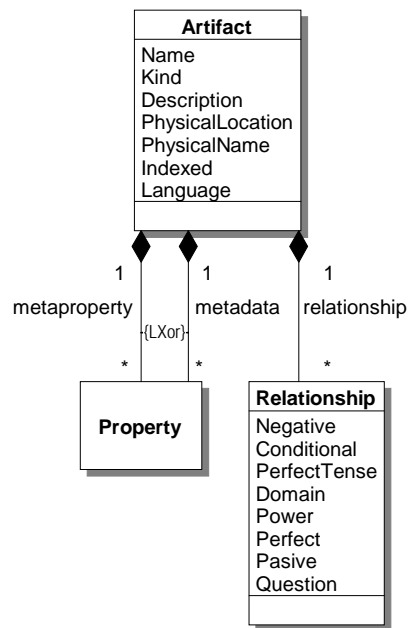 Artifact
Name
Kind
Description
PhysicalLocation
PhysicalName
Indexed
Language
1 1 1
metaproperty metadata relationship
{LXor}
* * *
Property
Relationship
Negative
Conditional
PerfectTense
Domain
Power
Perfect
Pasive
Question